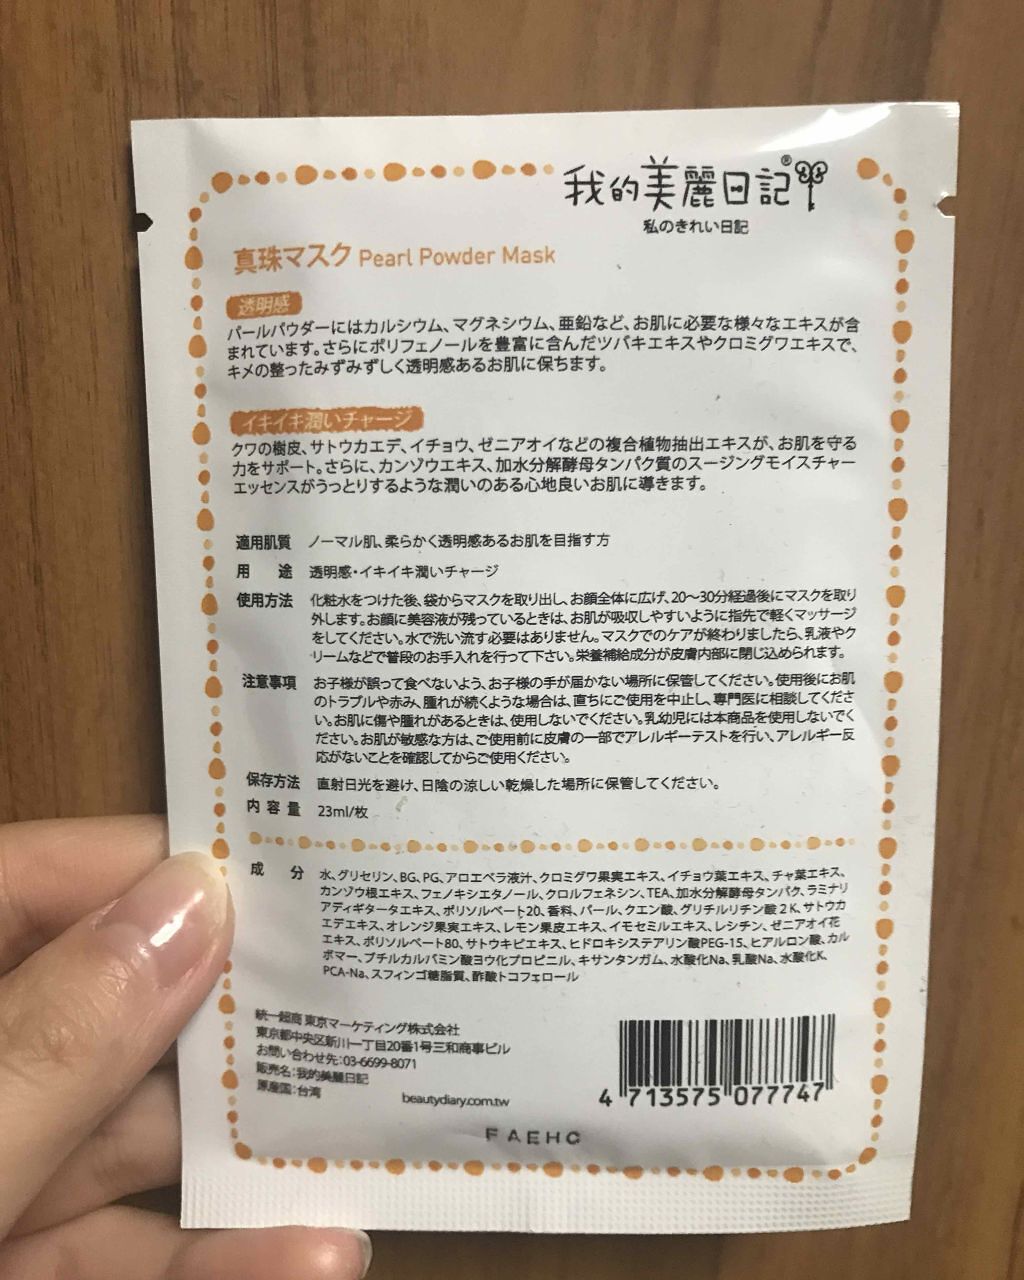 我的美麗日記®
私のきれい日記
真珠マスク Pearl Powder Mask
透明感
パールパウダーにはカルシウム、マグネシウム、亜鉛など、お肌に必要な様々なエキスが含
まれています。さらにポリフェノールを豊富に含んだツバキエキスやクロミグワエキスで、
キメの整ったみずみずしく透明感あるお肌に保ちます。
イキイキ潤いチャージ
クワの樹皮、サトウカエデ、イチョウ、ゼニアオイなどの複合植物抽出エキスが、お肌を守る
力をサポート。さらに、カンゾウエキス、加水分解酵母タンパク質のスージングモイスチャー
エッセンスがうっとりするような潤いのある心地良いお肌に導きます。
適用肌質 ノーマル肌、柔らかく透明感あるお肌を目指す方
用 途 透明感・イキイキ潤いチャージ
使用方法 化粧水をつけた後、袋からマスクを取り出し、お顔全体に広げ、20〜30分経過後にマスクを取り
外します。お顔に美容液が残っているときは、お肌が吸収しやすいように指先で軽くマッサージ
をしてください。水で洗い流す必要はありません。マスクでのケアが終わりましたら、乳液やク
リームなどで普段のお手入れを行って下さい。栄養補給成分が皮膚内部に閉じ込められます。
注意事項 お子様が誤って食べないよう、お子様の手が届かない場所に保管してください。使用後にお肌
のトラブルや赤み、腫れが続くような場合は、直ちにご使用を中止し、専門医に相談してくださ
い。お肌に傷や腫れがあるときは、使用しないでください。乳幼児には本商品を使用しないでく
ださい。お肌が敏感な方は、ご使用前に皮膚の一部でアレルギーテストを行い、アレルギー反
応がないことを確認してからご使用ください。
保存方法 直射日光を避け、日陰の涼しい乾燥した場所に保管してください。
内容量 23ml/枚
成 分 水、グリセリン、BG、PG、アロエベラ液汁、クロミグワ果実エキス、イチョウ葉エキス、チャ葉エキス、
カンゾウ根エキス、フェノキシエタノール、クロルフェネシン、TEA、加水分解酵母タンパク、ラミナリ
アディギタータエキス、ポリソルベート20、香料、パール、クエン酸、グリチルリチン酸2K、サトウカ
エデエキス、オレンジ果実エキス、レモン果皮エキス、イモセミルエキス、レシチン、ゼニアオイ花
エキス、ポリソルベート80、サトウキビエキス、ヒドロキシステアリン酸PEG-15、ヒアルロン酸、カル
ボマー、ブチルカルバミン酸ヨウ化プロピニル、キサンタンガム、水酸化Na、乳酸Na、水酸化K、
PCA-Na、スフィンゴ糖脂質、酢酸トコフェロール
統一超商 東京マーケティング株式会社
東京都中央区新川一丁目20番1号三和商事ビル
お問い合わせ先：03-6699-8071
販売名：我的美麗日記
原産国：台湾
beautydiary.com.tw
4 713575 077747
FAEHC